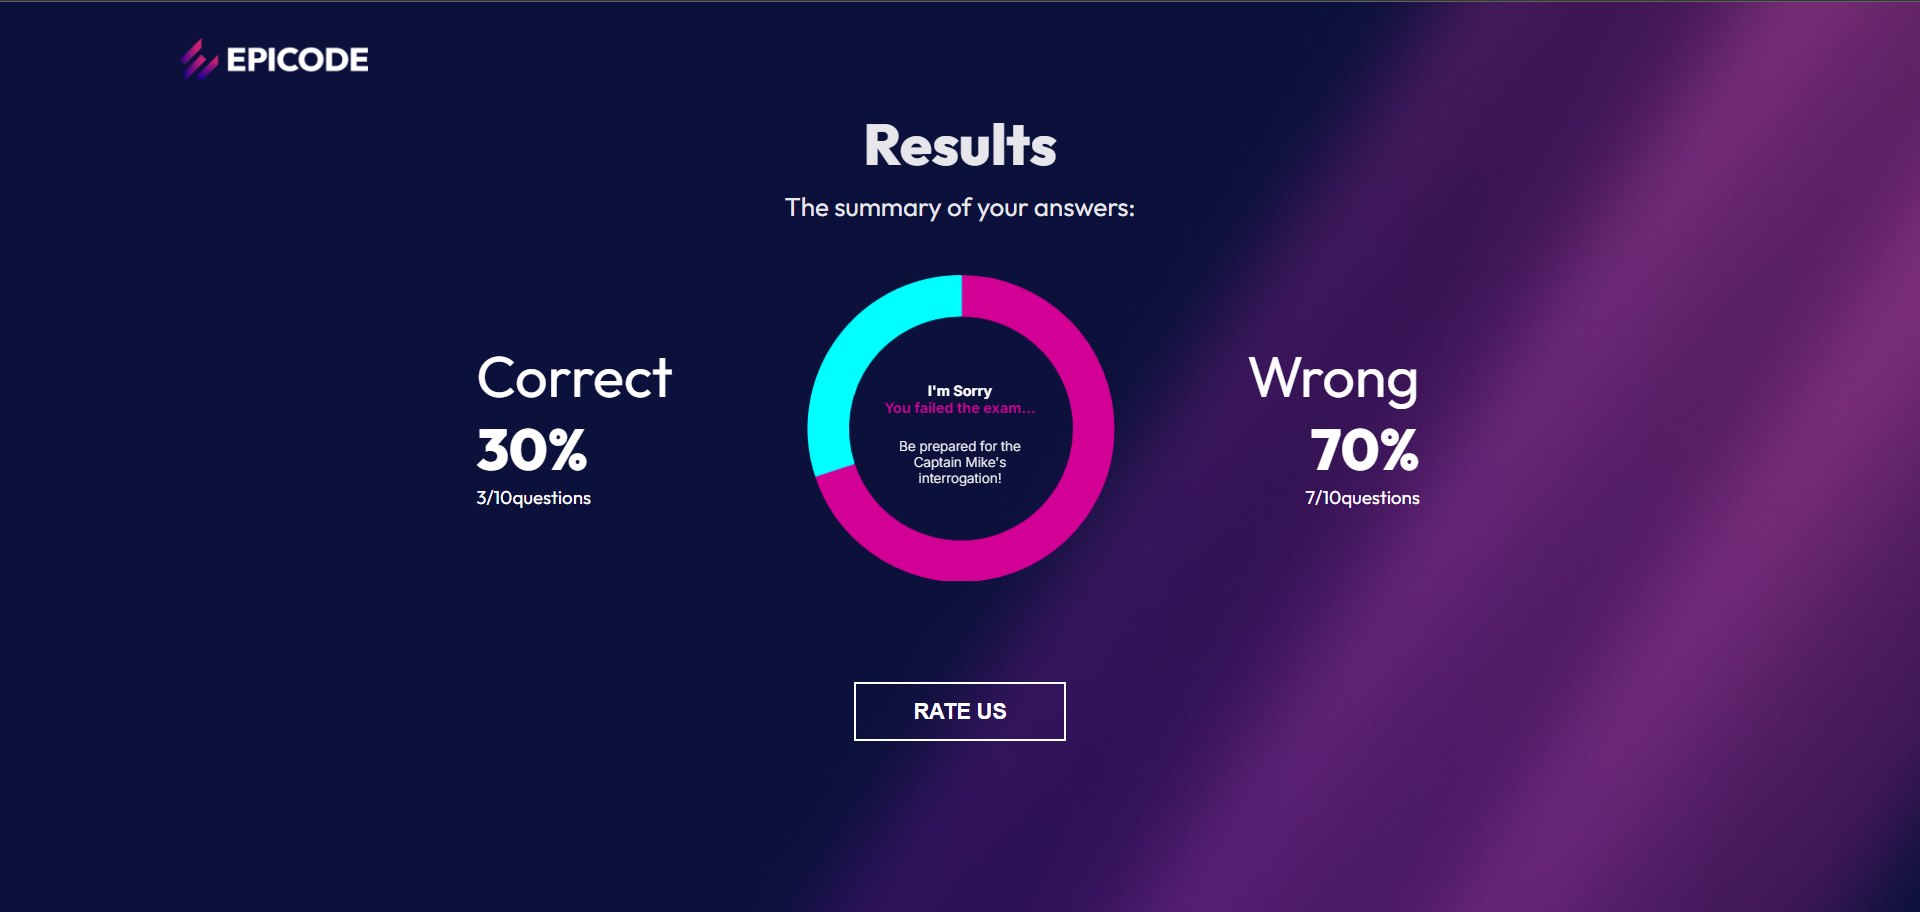 EPICODE
Results
The summary of your answers:
Correct
30%
3/10questions
I'm Sorry
You failed the exam...
Be prepared for the
Captain Mike's
interrogation!
Wrong
70%
7/10questions
RATE US